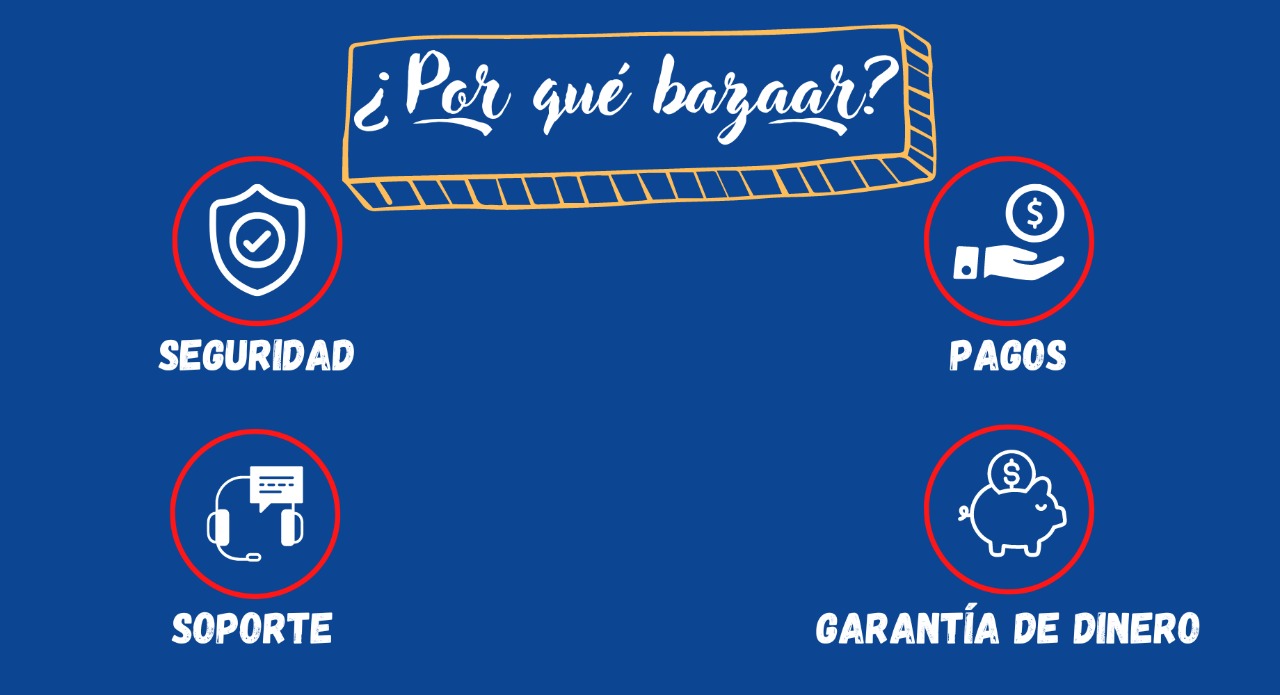 ¿Por qué bazaar?
SEGURIDAD
PAGOS
SOPORTE
GARANTÍA DE DINERO